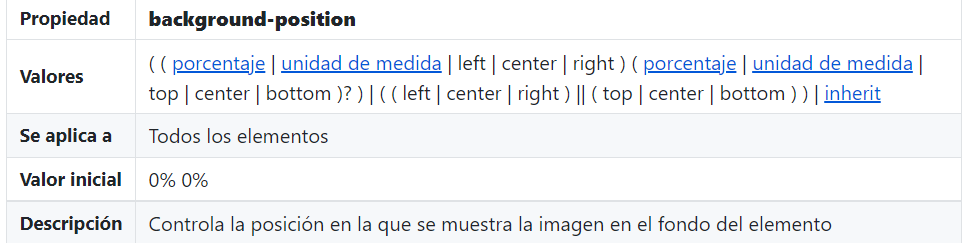 Propiedad background-position
Valores ( ( porcentaje | unidad de medida | left | center | right ) ( porcentaje | unidad de medida |
top | center | bottom )? ) | ( ( left | center | right ) || ( top | center | bottom ) ) | inherit
Se aplica a Todos los elementos
Valor inicial 0% 0%
Descripción Controla la posición en la que se muestra la imagen en el fondo del elemento